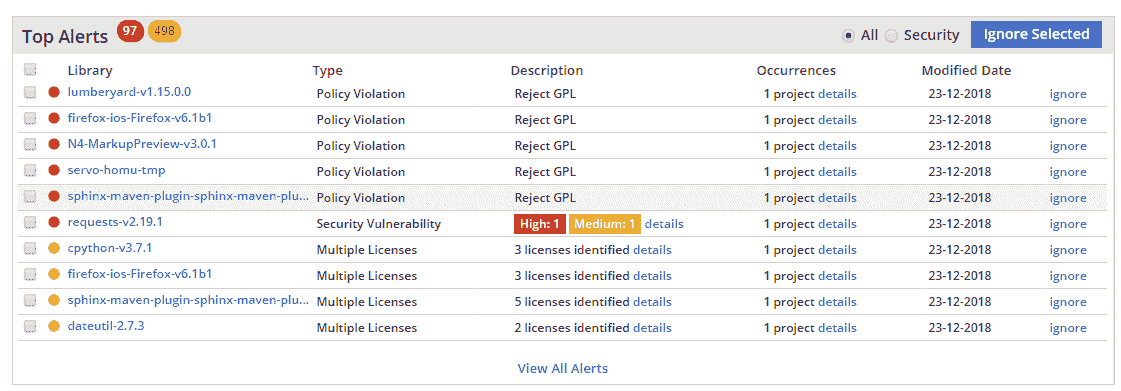 Top Alerts 97 498 All Security Ignore Selected
Library Type Description Occurrences Modified Date
lumberyard-v1.15.0.0 Policy Violation Reject GPL 1 project details 23-12-2018 ignore
firefox-ios-Firefox-v6.1b1 Policy Violation Reject GPL 1 project details 23-12-2018 ignore
N4-MarkupPreview-v3.0.1 Policy Violation Reject GPL 1 project details 23-12-2018 ignore
servo-homu-tmp Policy Violation Reject GPL 1 project details 23-12-2018 ignore
sphinx-maven-plugin-sphinx-maven-plu... Policy Violation Reject GPL 1 project details 23-12-2018 ignore
requests-v2.19.1 Security Vulnerability High: 1 Medium: 1 details 1 project details 23-12-2018 ignore
cpython-v3.7.1 Multiple Licenses 3 licenses identified details 1 project details 23-12-2018 ignore
firefox-ios-Firefox-v6.1b1 Multiple Licenses 3 licenses identified details 1 project details 23-12-2018 ignore
sphinx-maven-plugin-sphinx-maven-plu... Multiple Licenses 5 licenses identified details 1 project details 23-12-2018 ignore
dateutil-2.7.3 Multiple Licenses 2 licenses identified details 1 project details 23-12-2018 ignore
View All Alerts